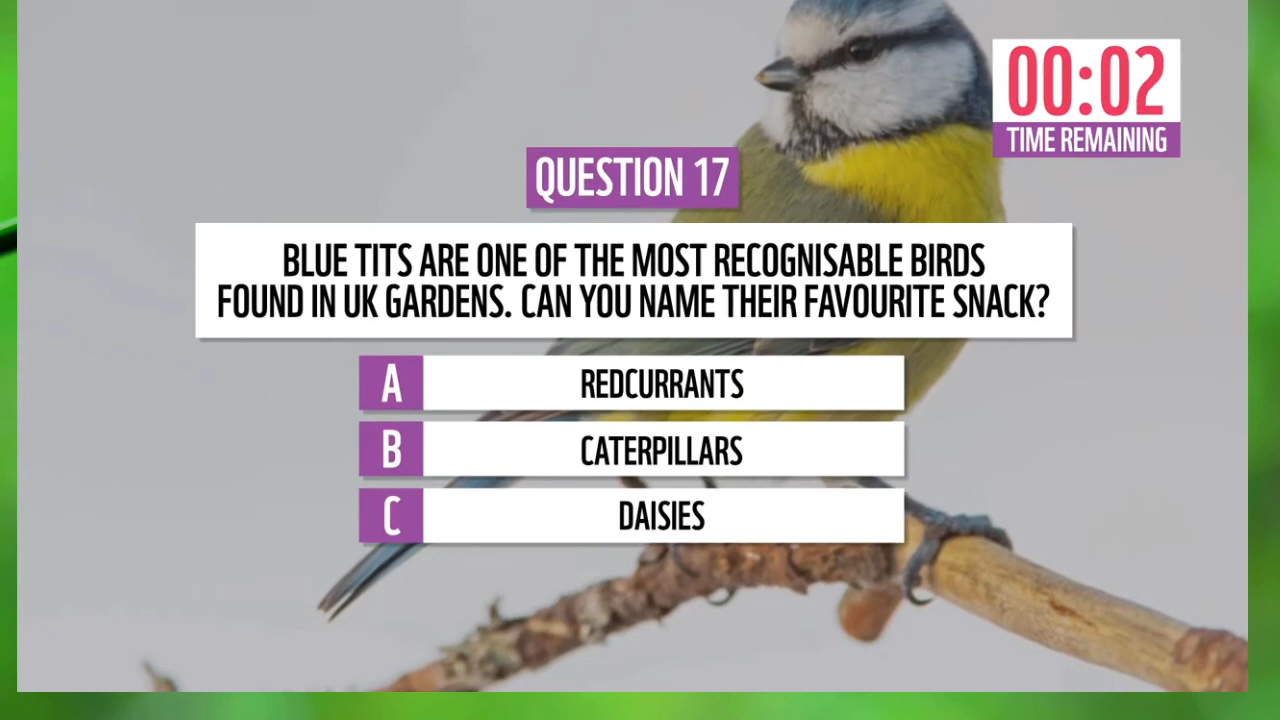 00:02
TIME REMAINING
QUESTION 17
BLUE TITS ARE ONE OF THE MOST RECOGNISABLE BIRDS
FOUND IN UK GARDENS. CAN YOU NAME THEIR FAVOURITE SNACK?
A REDCURRANTS
B CATERPILLARS
C DAISIES